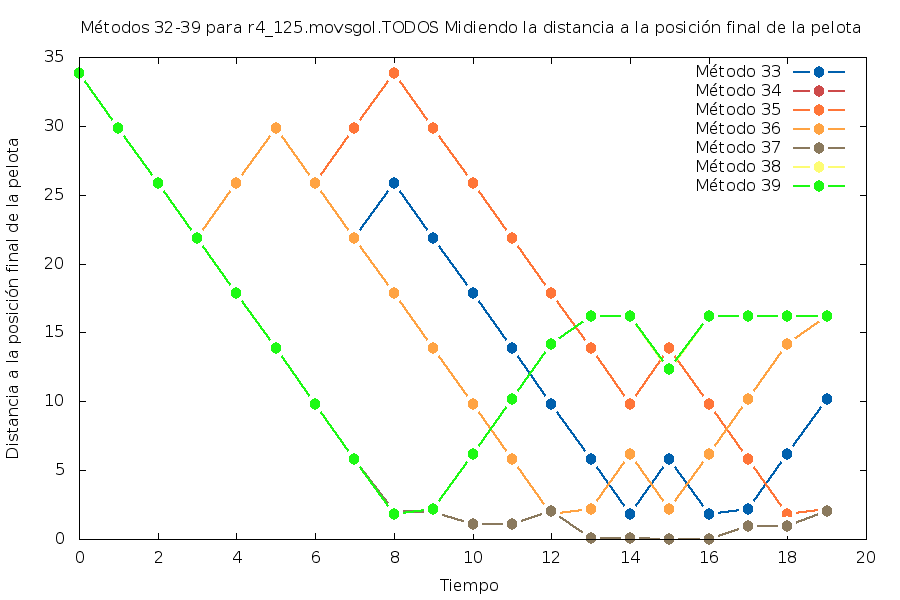 Métodos 32-39 para r4_125.movsgol.TODOS Midiendo la distancia a la posición final de la pelota
35
30
25
20
15
10
5
0
Distancia a la posición final de la pelota
Método 33
Método 34
Método 35
Método 36
Método 37
Método 38
Método 39
0 2 4 6 8 10 12 14 16 18 20
Tiempo